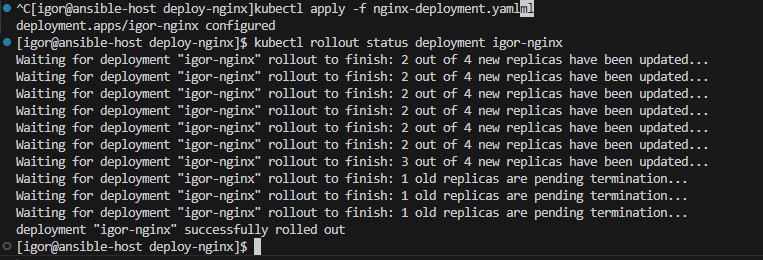 ^C[igor@ansible-host deploy-nginx]kubectl apply -f nginx-deployment.yamlml
deployment.apps/igor-nginx configured
[igor@ansible-host deploy-nginx]$ kubectl rollout status deployment igor-nginx
Waiting for deployment "igor-nginx" rollout to finish: 2 out of 4 new replicas have been updated...
Waiting for deployment "igor-nginx" rollout to finish: 2 out of 4 new replicas have been updated...
Waiting for deployment "igor-nginx" rollout to finish: 2 out of 4 new replicas have been updated...
Waiting for deployment "igor-nginx" rollout to finish: 2 out of 4 new replicas have been updated...
Waiting for deployment "igor-nginx" rollout to finish: 2 out of 4 new replicas have been updated...
Waiting for deployment "igor-nginx" rollout to finish: 2 out of 4 new replicas have been updated...
Waiting for deployment "igor-nginx" rollout to finish: 3 out of 4 new replicas have been updated...
Waiting for deployment "igor-nginx" rollout to finish: 1 old replicas are pending termination...
Waiting for deployment "igor-nginx" rollout to finish: 1 old replicas are pending termination...
Waiting for deployment "igor-nginx" rollout to finish: 1 old replicas are pending termination...
deployment "igor-nginx" successfully rolled out
[igor@ansible-host deploy-nginx]$